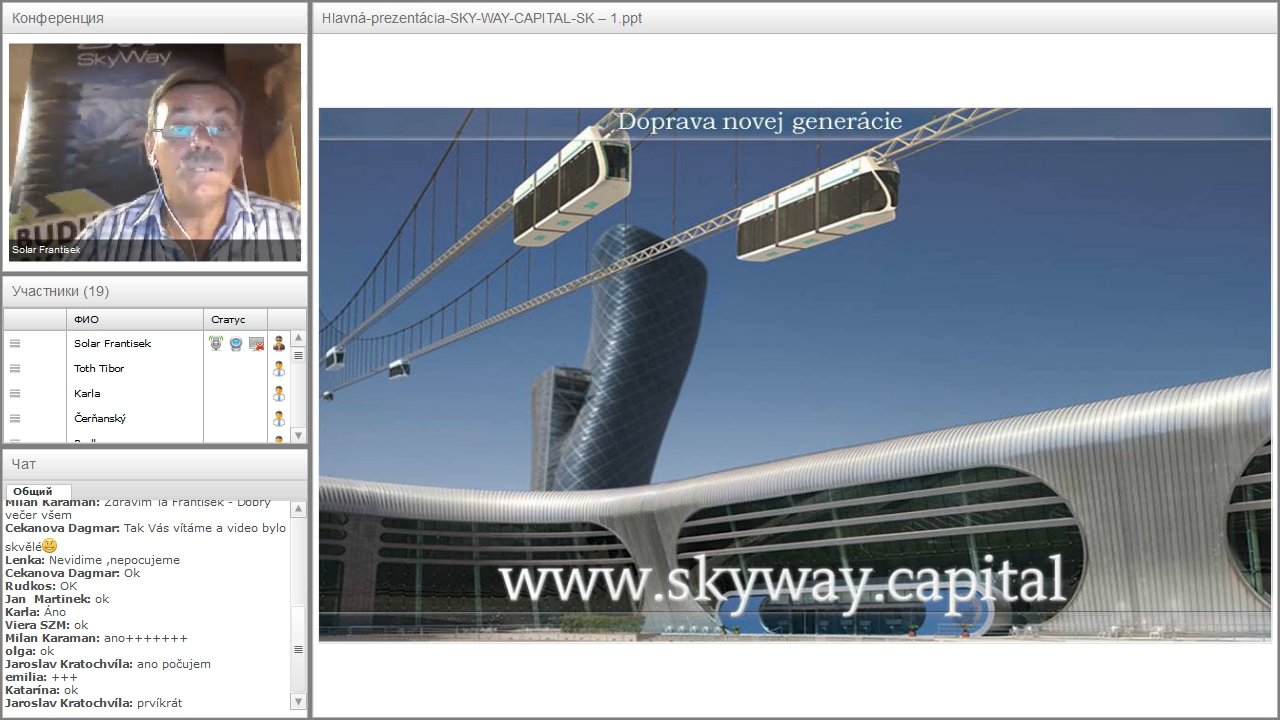 Конференция
SkyWay
BUDU
Solar Frantisek
Участники (19)
ФИО
Статус
Solar Frantisek
Toth Tibor
Karla
Čerňanský
Чат
Общий
Milan Karaman: Zdravím Ťa František - Dobrý
večer všem
Cekanova Dagmar: Tak Vás vítáme a video bylo
skvělé
Lenka: Nevidime ,nepocujeme
Cekanova Dagmar: Ok
Rudkos: OK
Jan Martinek: ok
Karla: Áno
Viera SZM: ok
Milan Karaman: ano+++++++
olga: ok
Jaroslav Kratochvíla: ano počujem
emilia: +++
Katarína: ok
Jaroslav Kratochvíla: prvíkrát
Hlavná-prezentácia-SKY-WAY-CAPITAL-SK – 1.ppt
Doprava novej generácie
www.skyway.capital